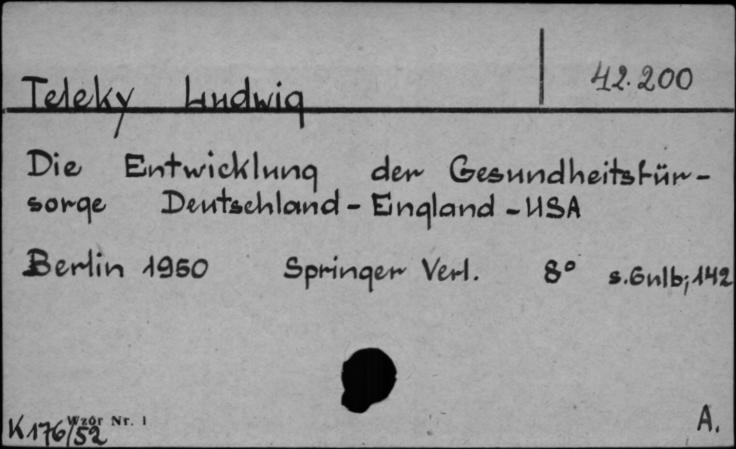 42.200
Teleky Ludwig
Die Entwicklung der Gesundheitsfür-
sorge Deutschland - England - USA
Berlin 1950 Springer Verl. 8° s. 6nlb; 142
Wzór Nr. 1
K176/52
A.